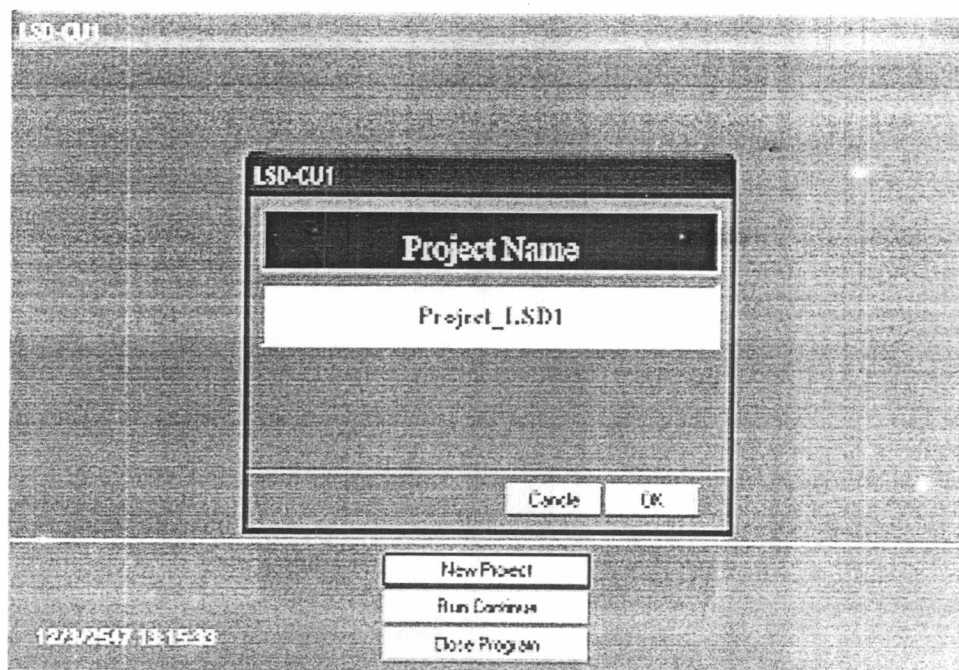 LSD-CU1
LSD-CU1
Project Name
Project_LSD1
Cancle
OK
New Project
Run Continue
Close Program
12/3/2547 13:15:33